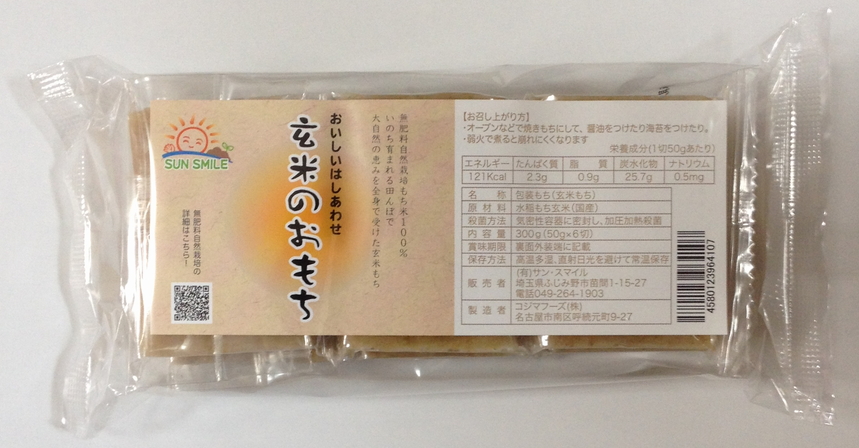 SUN SMILE
無肥料自然栽培の
詳細はこちら!
おいしいはしあわせ
玄米のおもち
無肥料自然栽培もち米100%
いのち育まれる田んぼで
大自然の恵みを全身で受けた玄米もち
【お召し上がり方】
・オーブンなどで焼きもちにして、醤油をつけたり海苔をつけたり。
・弱火で煮ると崩れにくくなります
栄養成分(1切50gあたり)
エネルギー たんぱく質 脂 質 炭水化物 ナトリウム
121Kcal 2.3g 0.9g 25.7g 0.5mg
名 称 包装もち(玄米もち)
原 材 料 水稲もち玄米(国産)
殺菌方法 気密性容器に密封し、加圧加熱殺菌
内 容 量 300g(50g×6切)
賞味期限 裏面外装端に記載
保存方法 高温多湿、直射日光を避けて常温保存
販 売 者 (有)サン・スマイル
埼玉県ふじみ野市苗間1-15-27
電話049-264-1903
製 造 者 コジマフーズ(株)
名古屋市南区呼続元町9-27
4580123964107